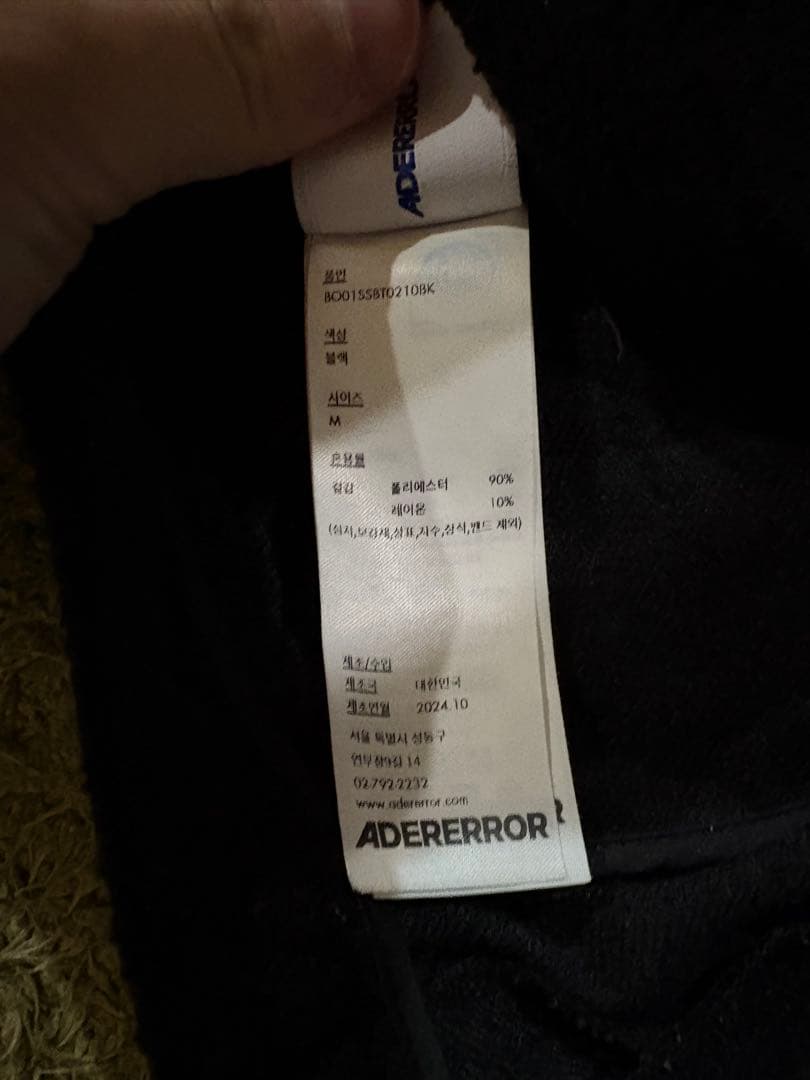 ADERERRO
품번
BO01SSBT0210BK
색상
블랙
사이즈
M
혼용률
겉감 폴리에스터 90%
레이온 10%
(심지,보강재,상표,자수,장식,밴드 제외)
제조/수입
제조국 대한민국
제조연월 2024.10
서울 특별시 성동구
연무장9길 14
02-792-2232
www.adererror.com
ADERERROR
R